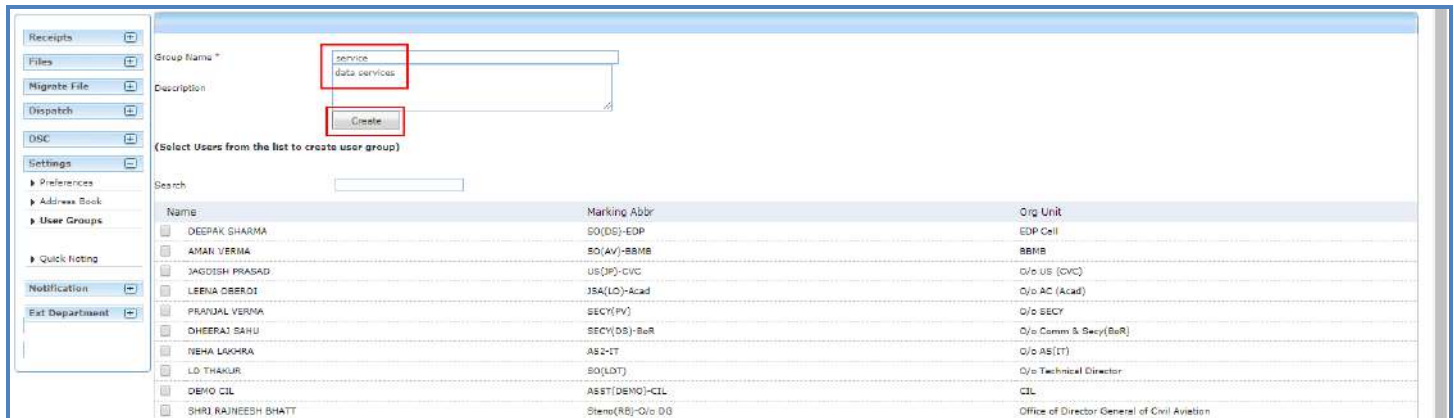 Receipts
Files
Migrate File
Dispatch
DSC
Settings
Preferences
Address Book
User Groups
Quick Noting
Notification
Ext Department
Group Name *
service
Description
data services
Create
(Select Users from the list to create user group)
Search
Name Marking Abbr Org Unit
DEEPAK SHARMA SO(DS)-EDP EDP Cell
AMAN VERMA SO(AV)-BBMB BBMB
JAGDISH PRASAD US(JP)-CVC O/o US (CVC)
LEENA OBEROI JSA(LO)-Acad O/o AC (Acad)
PRANJAL VERMA SECY(PV) O/o SECY
DHEERAJ SAHU SECY(DS)-BoR O/o Comm & Secy(BoR)
NEHA LAKHRA AS2-IT O/o AS(IT)
LD THAKUR SO(LDT) O/o Technical Director
DEMO CIL ASST(DEMO)-CIL CIL
SHRI RAJNEESH BHATT Steno(RB)-O/o DG Office of Director General of Civil Aviation